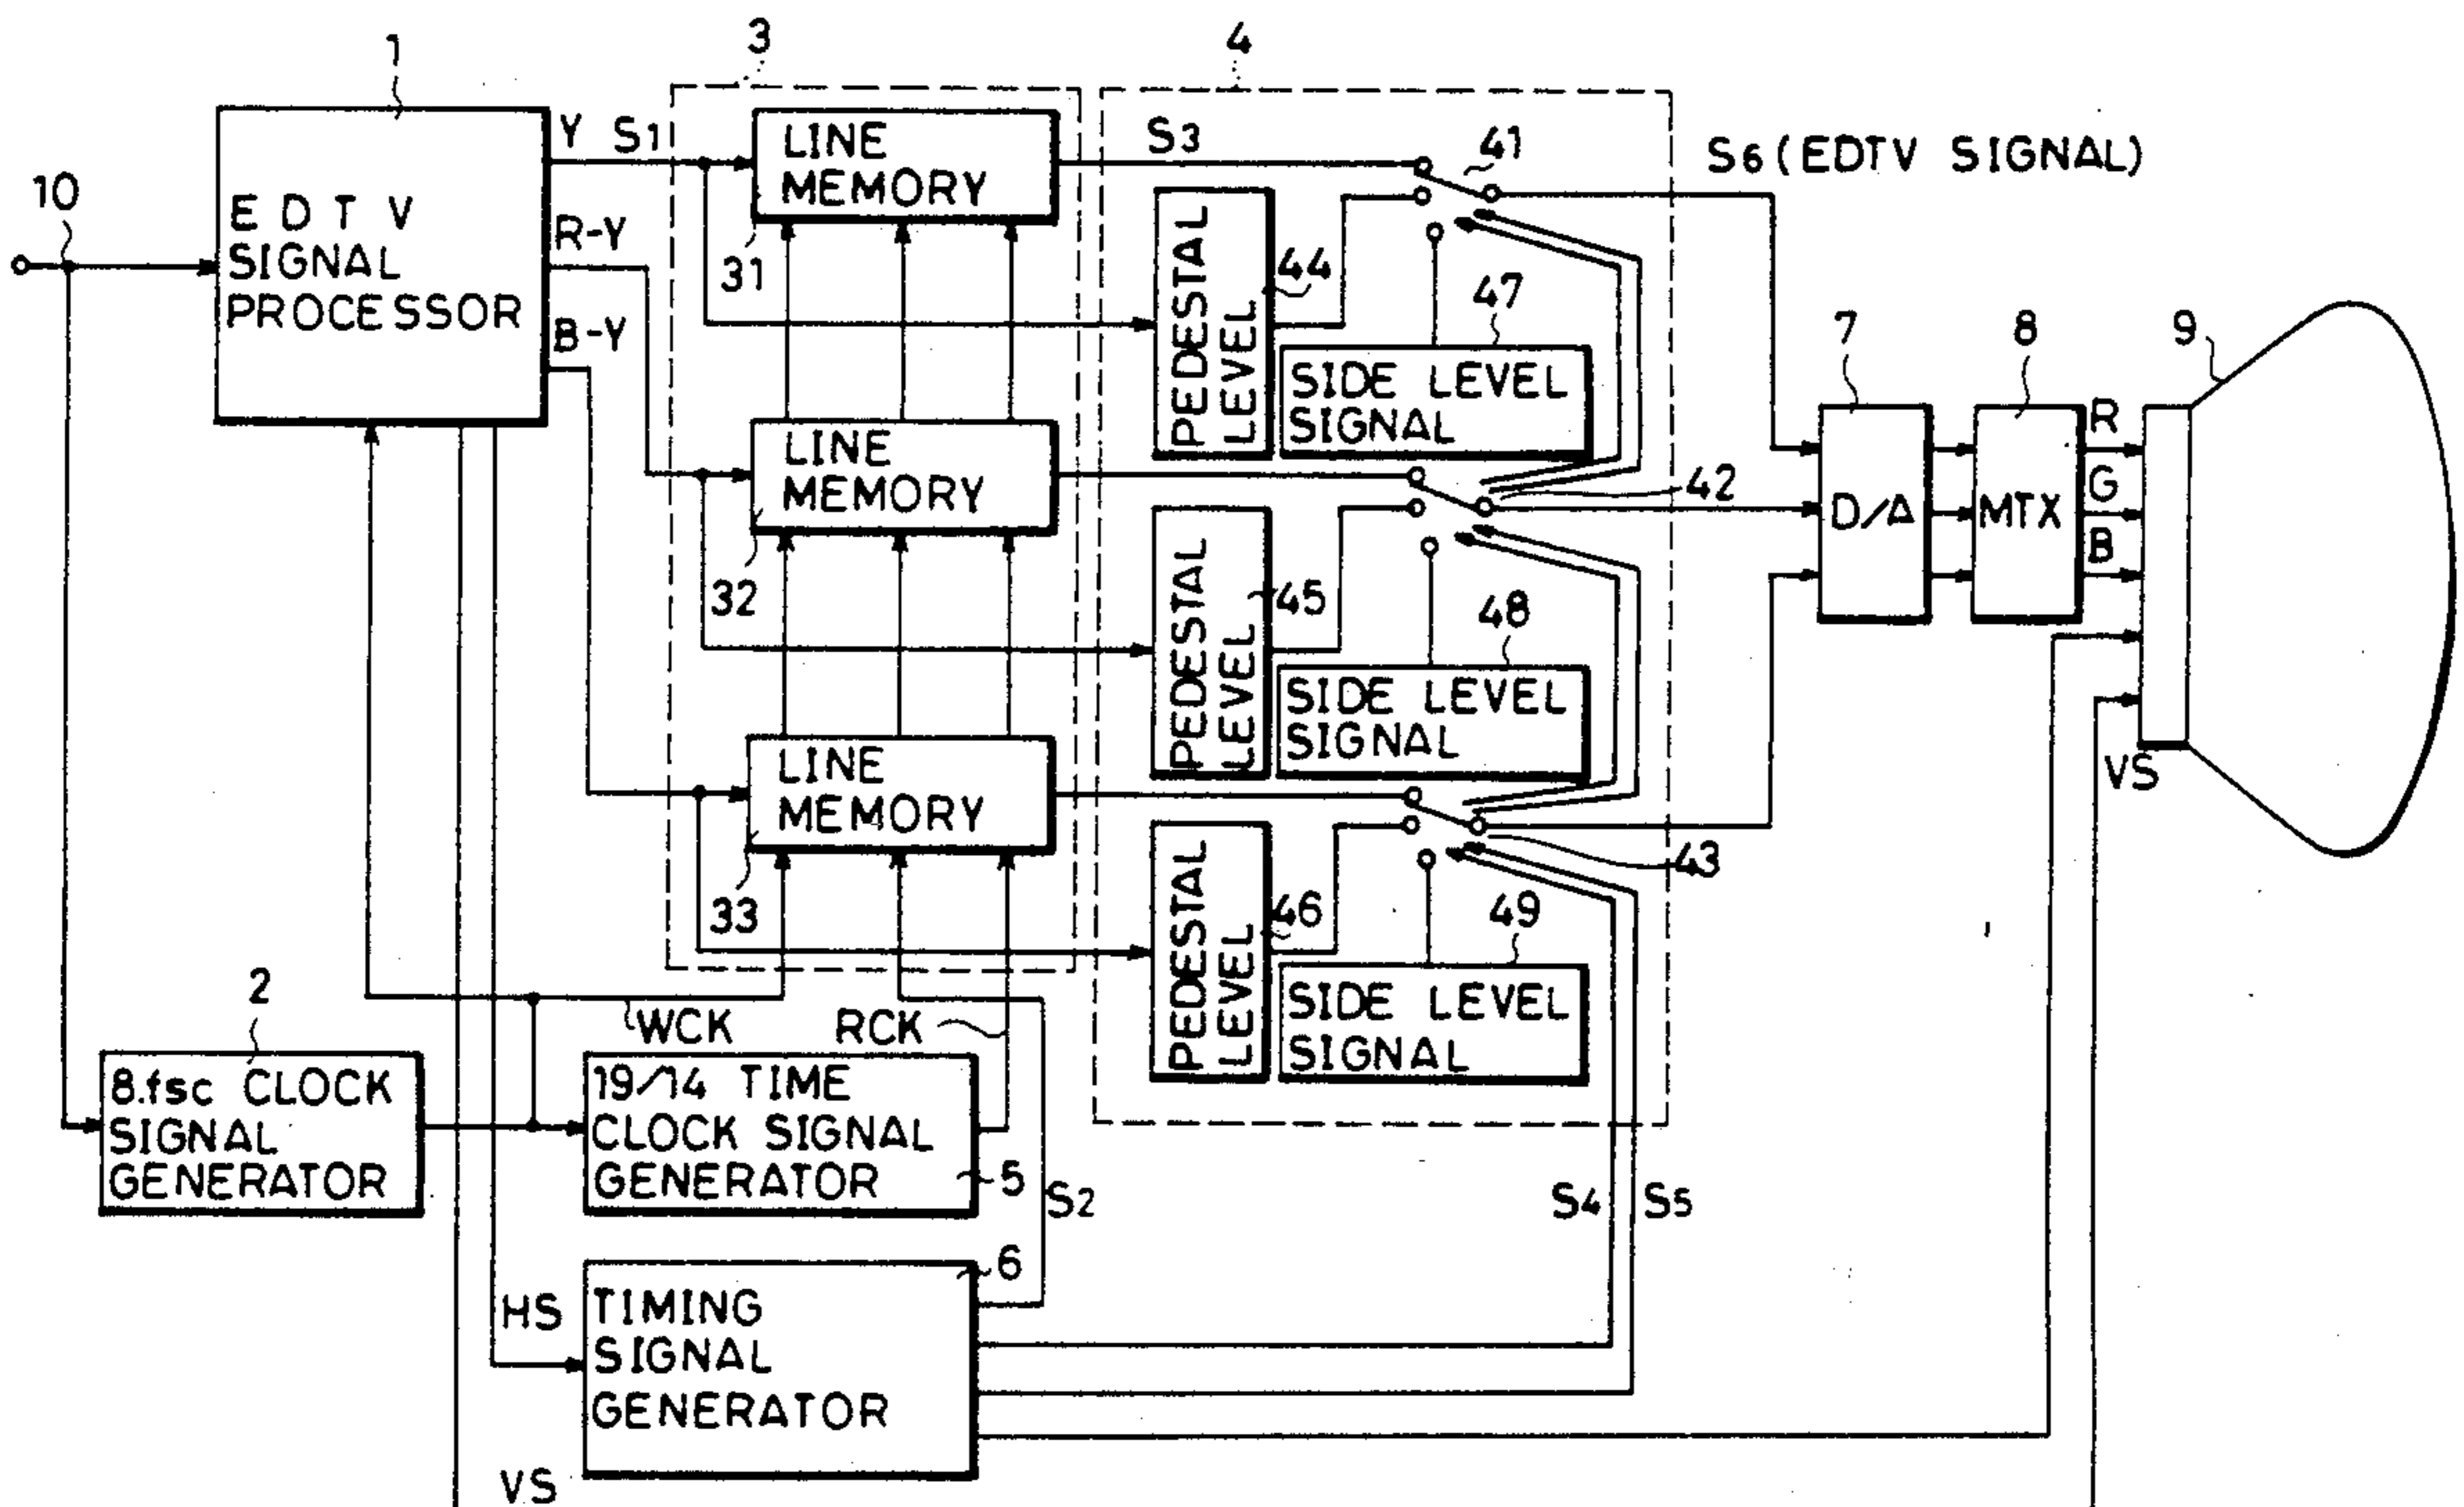 1
3
4
10
E D T V
SIGNAL
PROCESSOR
Y
S1
R-Y
B-Y
LINE
MEMORY
31
S3
41
S6 (EDTV SIGNAL)
PEDESTAL
LEVEL
44
47
SIDE LEVEL
SIGNAL
LINE
MEMORY
32
42
PEDESTAL
LEVEL
45
48
SIDE LEVEL
SIGNAL
7
D/A
8
MTX
R
G
B
9
VS
LINE
MEMORY
33
43
PEDESTAL
LEVEL
46
49
SIDE LEVEL
SIGNAL
2
8.fsc CLOCK
SIGNAL
GENERATOR
WCK
RCK
19/14 TIME
CLOCK SIGNAL
GENERATOR
5
S2
S4
S5
HS
6
TIMING
SIGNAL
GENERATOR
VS